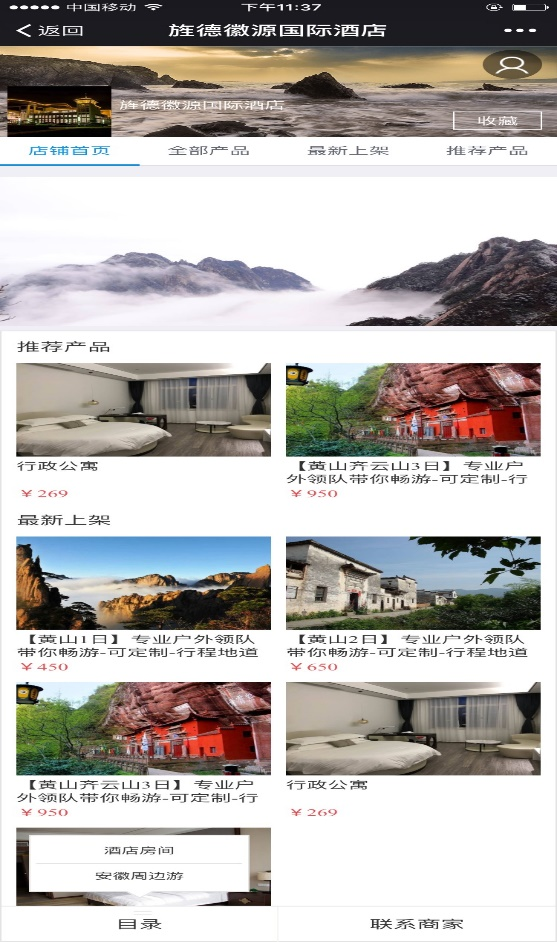 中国移动
下午11:37
返回
旌德徽源国际酒店
旌德徽源国际酒店
收藏
店铺首页
全部产品
最新上架
推荐产品
推荐产品
行政公寓
￥269
【黄山齐云山3日】专业户
外领队带你畅游-可定制-行
￥950
最新上架
【黄山1日】专业户外领队
带你畅游-可定制-行程地道
￥450
【黄山2日】专业户外领队
带你畅游-可定制-行程地道
￥650
【黄山齐云山3日】专业户
外领队带你畅游-可定制-行
￥950
行政公寓
￥269
酒店房间
安徽周边游
目录
联系商家